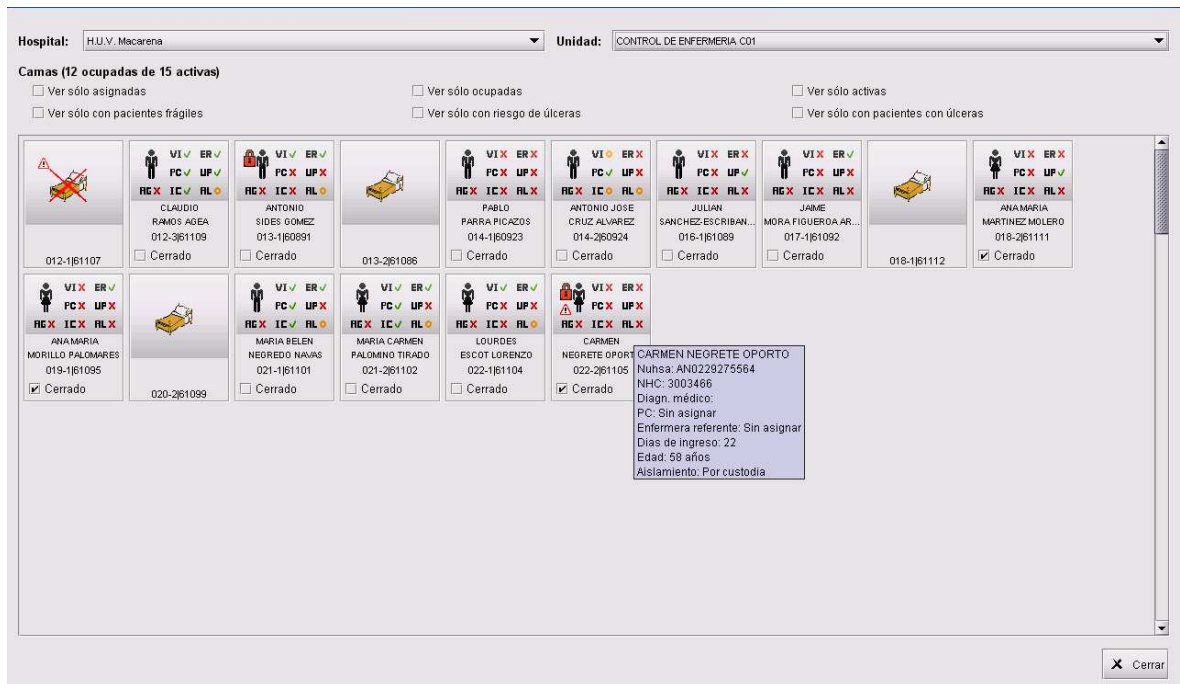 Hospital: H.U.V. Macarena Unidad: CONTROL DE ENFERMERIA C01
Camas (12 ocupadas de 15 activas)
Ver sólo asignadas Ver sólo ocupadas Ver sólo activas
Ver sólo con pacientes frágiles Ver sólo con riesgo de úlceras Ver sólo con pacientes con úlceras
012-1|61107
VI ER
PC UP
AG IC AL
CLAUDIO
RAMOS AGEA
012-3|61109
Cerrado
VI ER
PC UP
AG IC AL
ANTONIO
SIDES GOMEZ
013-1|60891
Cerrado
013-2|61086
VI ER
PC UP
AG IC AL
PABLO
PARRA PICAZOS
014-1|60923
Cerrado
VI ER
PC UP
AG IC AL
ANTONIO JOSE
CRUZ ALVAREZ
014-2|60924
Cerrado
VI ER
PC UP
AG IC AL
JULIAN
SANCHEZ-ESCRIBAN...
016-1|61089
Cerrado
VI ER
PC UP
AG IC AL
JAIME
MORA FIGUEROA AR...
017-1|61092
Cerrado
018-1|61112
VI ER
PC UP
AG IC AL
ANA MARIA
MARTINEZ MOLERO
018-2|61111
Cerrado
VI ER
PC UP
AG IC AL
ANA MARIA
MORILLO PALOMARES
019-1|61095
Cerrado
020-2|61099
VI ER
PC UP
AG IC AL
MARIA BELEN
NEGREDO NAVAS
021-1|61101
Cerrado
VI ER
PC UP
AG IC AL
MARIA CARMEN
PALOMINO TIRADO
021-2|61102
Cerrado
VI ER
PC UP
AG IC AL
LOURDES
ESCOT LORENZO
022-1|61104
Cerrado
VI ER
PC UP
AG IC AL
CARMEN
NEGRETE OPORT
022-2|61105
Cerrado
CARMEN NEGRETE OPORTO
Nuhsa: AN0229275564
NHC: 3003466
Diagn. médico:
PC: Sin asignar
Enfermera referente: Sin asignar
Dias de ingreso: 22
Edad: 58 años
Aislamiento: Por custodia
Cerrar